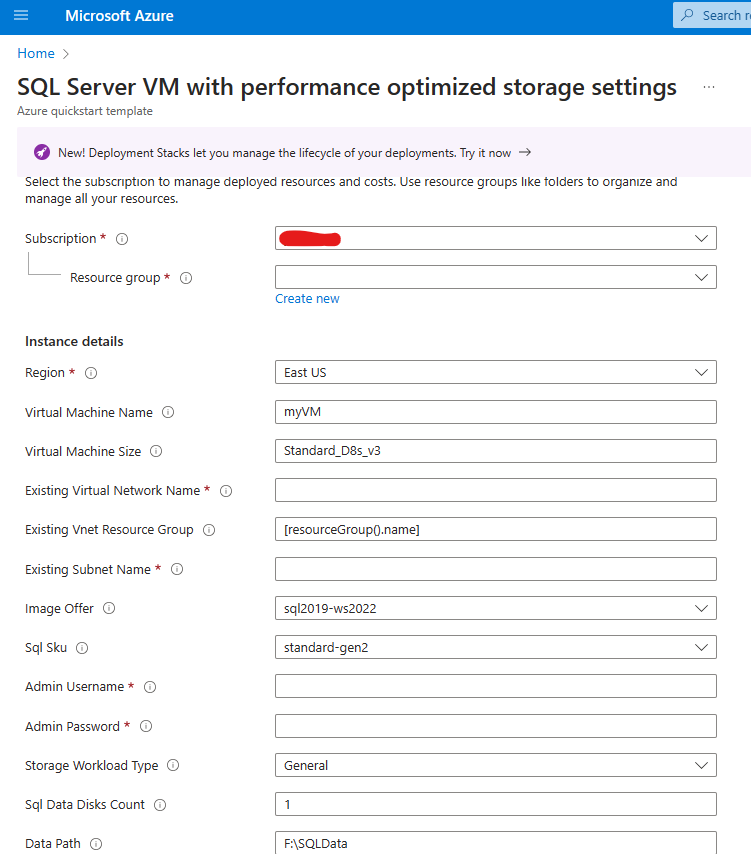 Microsoft Azure
Search re
Home
SQL Server VM with performance optimized storage settings ...
Azure quickstart template
New! Deployment Stacks let you manage the lifecycle of your deployments. Try it now →
Select the subscription to manage deployed resources and costs. Use resource groups like folders to organize and
manage all your resources.
Subscription *
Resource group *
Create new
Instance details
Region * East US
Virtual Machine Name myVM
Virtual Machine Size Standard_D8s_v3
Existing Virtual Network Name *
Existing Vnet Resource Group [resourceGroup().name]
Existing Subnet Name *
Image Offer sql2019-ws2022
Sql Sku standard-gen2
Admin Username *
Admin Password *
Storage Workload Type General
Sql Data Disks Count 1
Data Path F:\SQLData